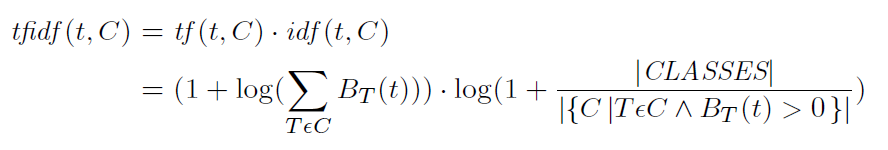 tfidf(t, C) = tf(t, C) · idf(t, C)
= (1 + log(∑_{TϵC} B_T(t))) · log(1 + |CLASSES| / |{C |TϵC ∧ B_T(t) > 0}|)